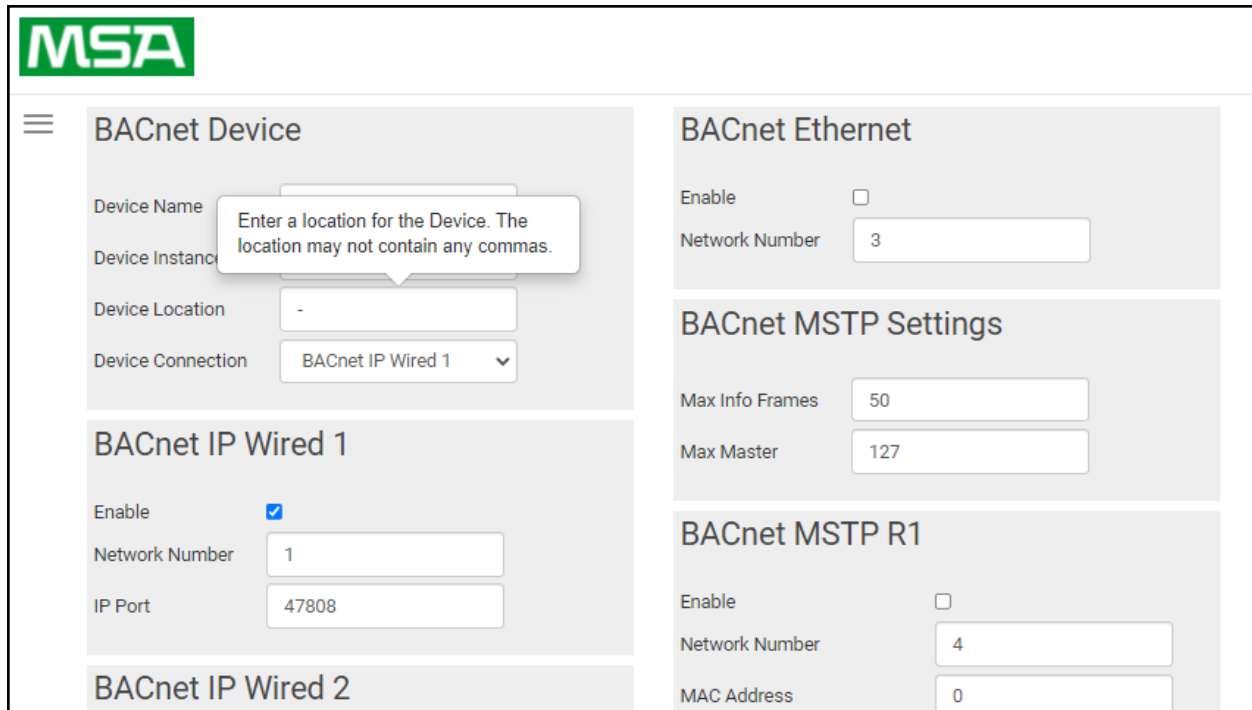 MSA
BACnet Device
Device Name
Enter a location for the Device. The
location may not contain any commas.
Device Instance
Device Location
-
Device Connection
BACnet IP Wired 1
BACnet IP Wired 1
Enable
Network Number
1
IP Port
47808
BACnet IP Wired 2
BACnet Ethernet
Enable
Network Number
3
BACnet MSTP Settings
Max Info Frames
50
Max Master
127
BACnet MSTP R1
Enable
Network Number
4
MAC Address
0